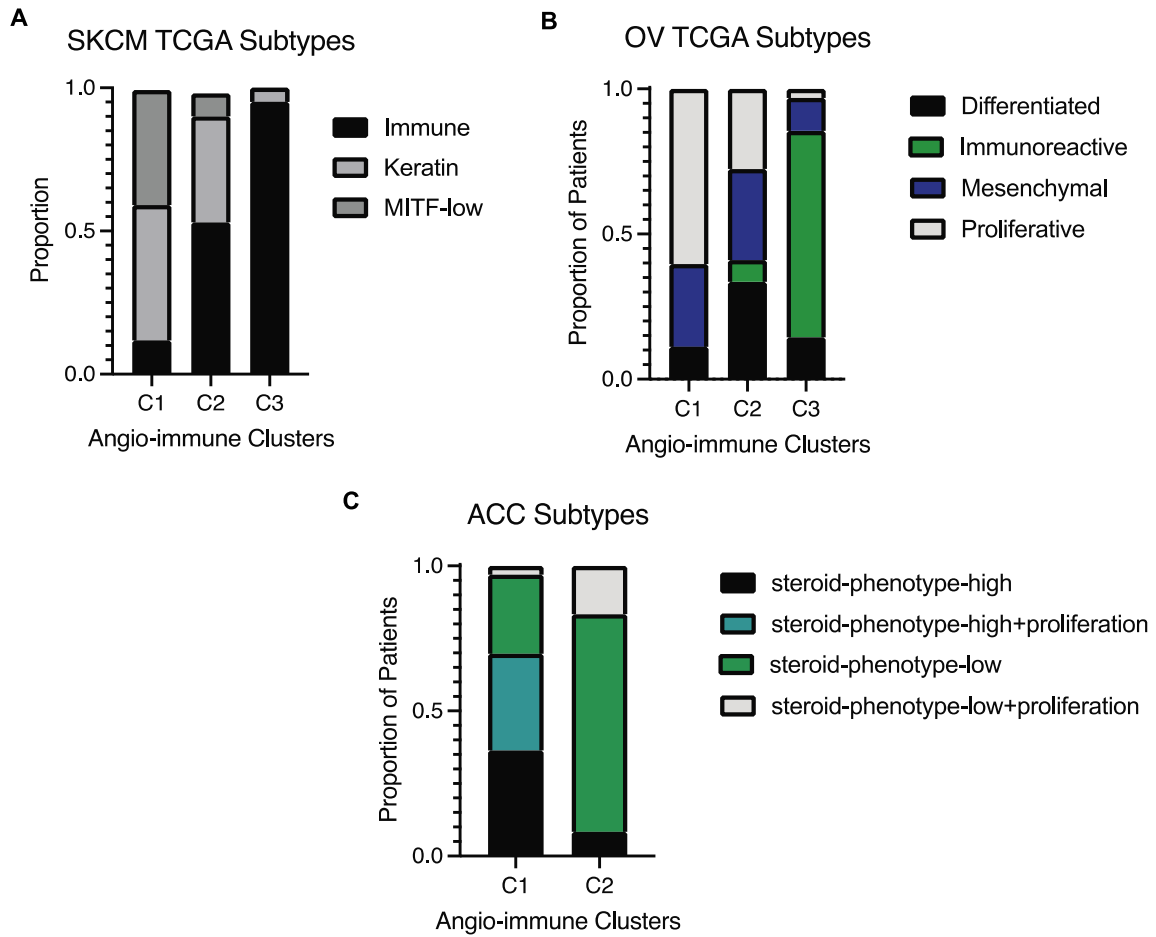 A
SKCM TCGA Subtypes
Proportion
1.0
0.5
0.0
C1 C2 C3
Angio-immune Clusters
Immune
Keratin
MITF-low
B
OV TCGA Subtypes
Proportion of Patients
1.0
0.5
0.0
C1 C2 C3
Angio-immune Clusters
Differentiated
Immunoreactive
Mesenchymal
Proliferative
C
ACC Subtypes
Proportion of Patients
1.0
0.5
0.0
C1 C2
Angio-immune Clusters
steroid-phenotype-high
steroid-phenotype-high+proliferation
steroid-phenotype-low
steroid-phenotype-low+proliferation